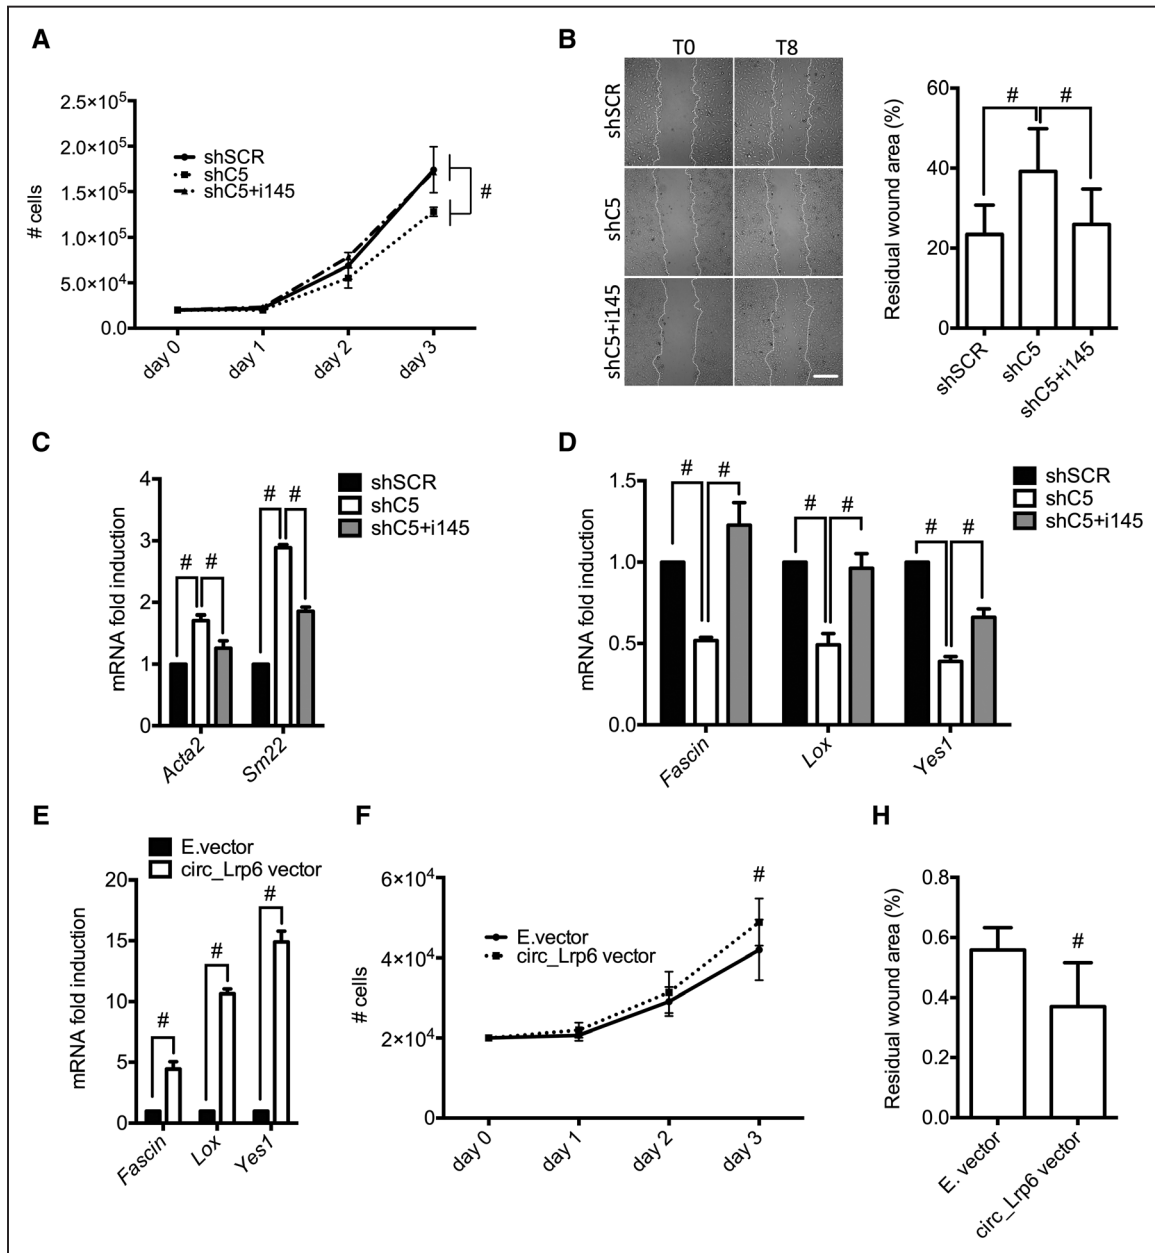 A
2.5×10⁵
2.0×10⁵
1.5×10⁵
1.0×10⁵
5.0×10⁴
0.0
# cells
shSCR
shC5
shC5+i145
#
day 0
day 1
day 2
day 3
B
T0
T8
shSCR
shC5
shC5+i145
Residual wound area (%)
60
40
20
0
#
#
shSCR
shC5
shC5+i145
C
mRNA fold induction
4
3
2
1
0
# #
# #
shSCR
shC5
shC5+i145
Acta2
Sm22
D
mRNA fold induction
1.5
1.0
0.5
0.0
# #
# #
# #
shSCR
shC5
shC5+i145
Fascin
Lox
Yes1
E
E.vector
circ_Lrp6 vector
mRNA fold induction
20
15
10
5
0
#
#
#
Fascin
Lox
Yes1
F
# cells
6×10⁴
4×10⁴
2×10⁴
0
E.vector
circ_Lrp6 vector
#
day 0
day 1
day 2
day 3
H
Residual wound area (%)
0.8
0.6
0.4
0.2
0.0
#
E. vector
circ_Lrp6 vector